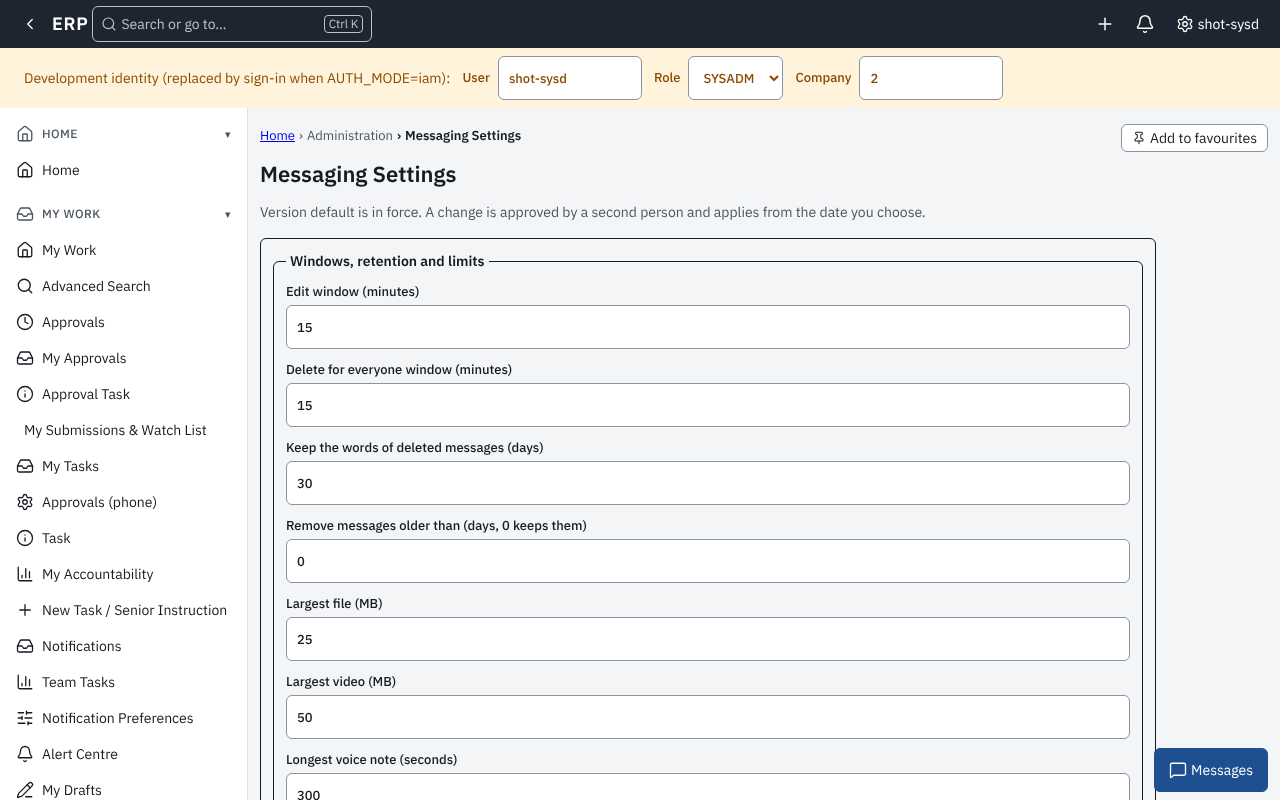 ERP
Search or go to...
Ctrl K
shot-sysd
Development identity (replaced by sign-in when AUTH_MODE=iam):
User
shot-sysd
Role
SYSADM
Company
2
HOME
Home
MY WORK
My Work
Advanced Search
Approvals
My Approvals
Approval Task
My Submissions & Watch List
My Tasks
Approvals (phone)
Task
My Accountability
New Task / Senior Instruction
Notifications
Team Tasks
Notification Preferences
Alert Centre
My Drafts
Home › Administration › Messaging Settings
Add to favourites
Messaging Settings
Version default is in force. A change is approved by a second person and applies from the date you choose.
Windows, retention and limits
Edit window (minutes)
15
Delete for everyone window (minutes)
15
Keep the words of deleted messages (days)
30
Remove messages older than (days, 0 keeps them)
0
Largest file (MB)
25
Largest video (MB)
50
Longest voice note (seconds)
300
Messages